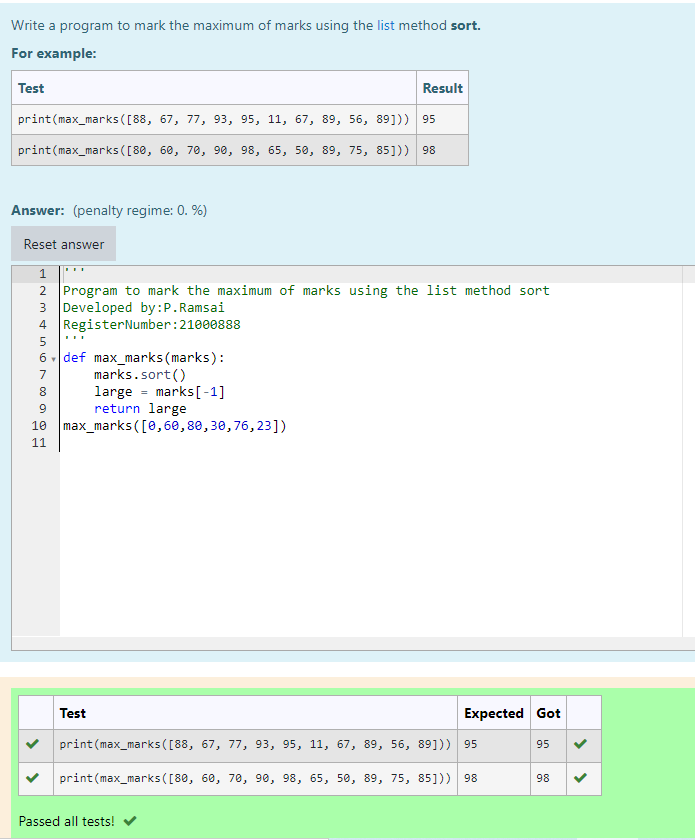 Write a program to mark the maximum of marks using the list method sort.
For example:
Test Result
print(max_marks([88, 67, 77, 93, 95, 11, 67, 89, 56, 89])) 95
print(max_marks([80, 60, 70, 90, 98, 65, 50, 89, 75, 85])) 98
Answer: (penalty regime: 0. %)
Reset answer
1 '''
2 Program to mark the maximum of marks using the list method sort
3 Developed by:P.Ramsai
4 RegisterNumber:21000888
5 '''
6 def max_marks(marks):
7     marks.sort()
8     large = marks[-1]
9     return large
10 max_marks([0,60,80,30,76,23])
11
Test Expected Got
print(max_marks([88, 67, 77, 93, 95, 11, 67, 89, 56, 89])) 95 95
print(max_marks([80, 60, 70, 90, 98, 65, 50, 89, 75, 85])) 98 98
Passed all tests!